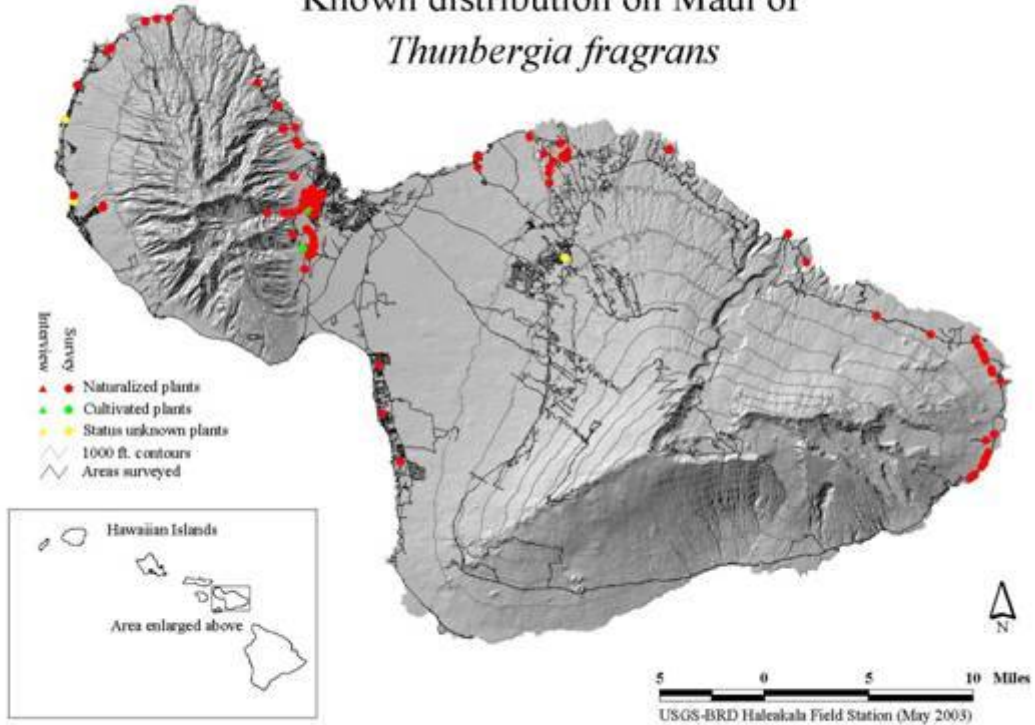 Known distribution on Maui of
Thunbergia fragrans
Interview
Survey
Naturalized plants
Cultivated plants
Status unknown plants
1000 ft. contours
Areas surveyed
Hawaiian Islands
Area enlarged above
N
5 0 5 10 Miles
USGS-BRD Haleakala Field Station (May 2003)